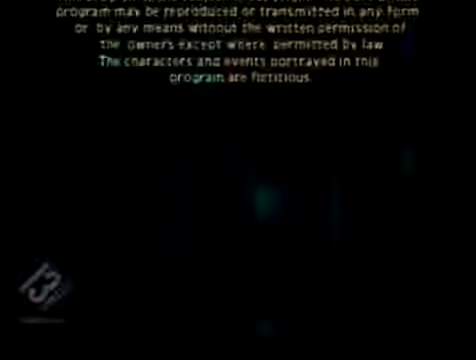 program may be reproduced or transmitted in any form
or by any means without the written permission of
the owners except where permitted by law
The characters and events portrayed in this
program are fictitious.
13